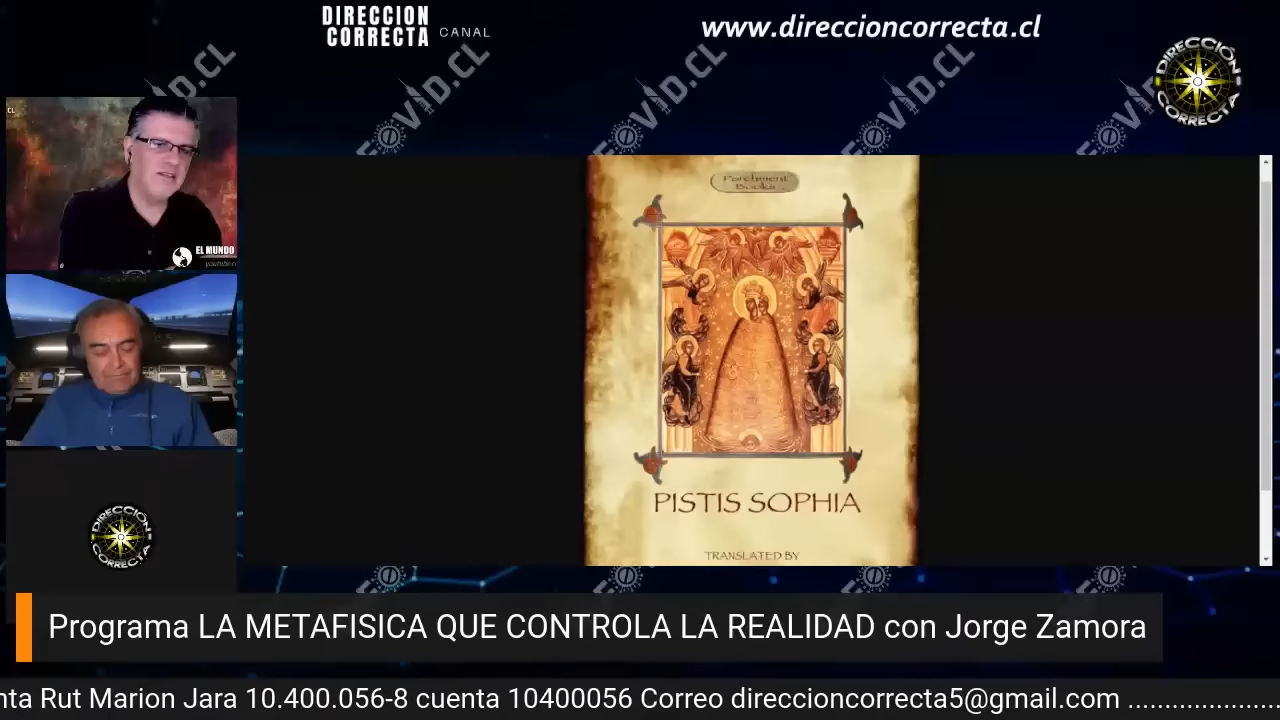 DIRECCION
CORRECTA CANAL
www.direccioncorrecta.cl
DIRECCIÓN
CORRECTA
Parchment
Books
EL MUNDO
DIRECCIÓN
CORRECTA
PISTIS SOPHIA
TRANSLATED BY
Programa LA METAFISICA QUE CONTROLA LA REALIDAD con Jorge Zamora
nta Rut Marion Jara 10.400.056-8 cuenta 10400056 Correo direccioncorrecta5@gmail.com ......................